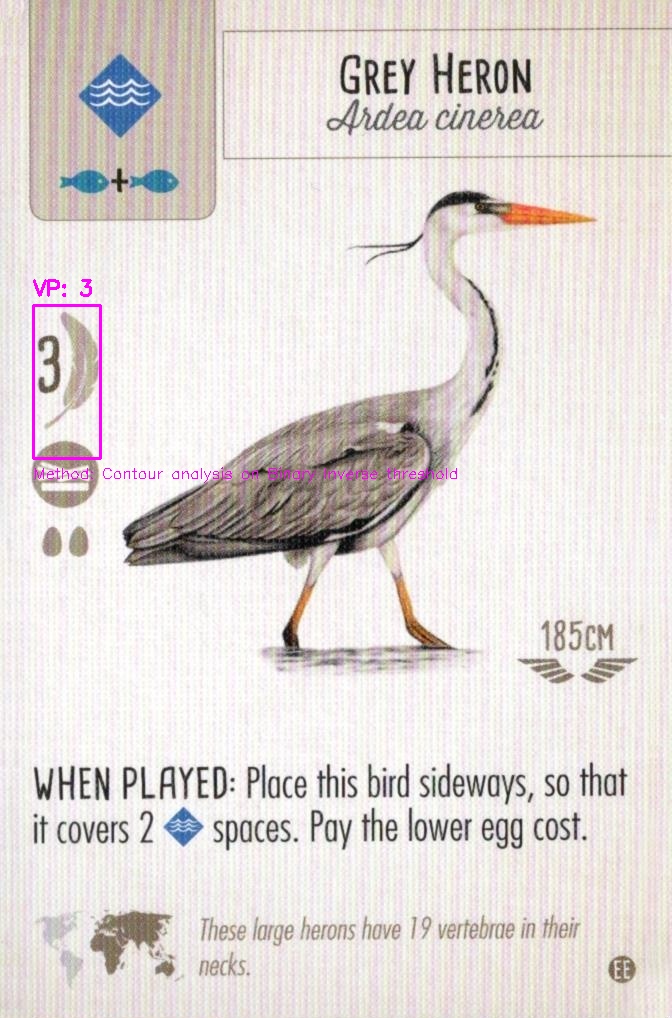 GREY HERON
Ardea cinerea
+
VP: 3
3
Method: Contour analysis on Binary inverse threshold
185CM
WHEN PLAYED: Place this bird sideways, so that
it covers 2 spaces. Pay the lower egg cost.
These large herons have 19 vertebrae in their
necks.
EE